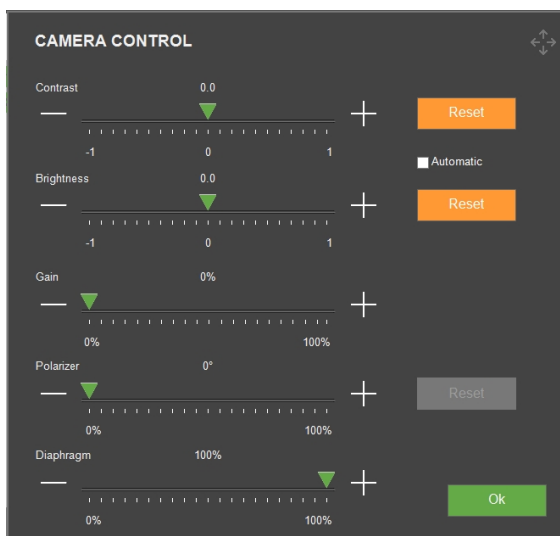 CAMERA CONTROL
Contrast
0.0
Reset
-1 0 1
Automatic
Brightness
0.0
Reset
-1 0 1
Gain
0%
0% 100%
Polarizer
0°
Reset
0% 100%
Diaphragm
100%
Ok
0% 100%